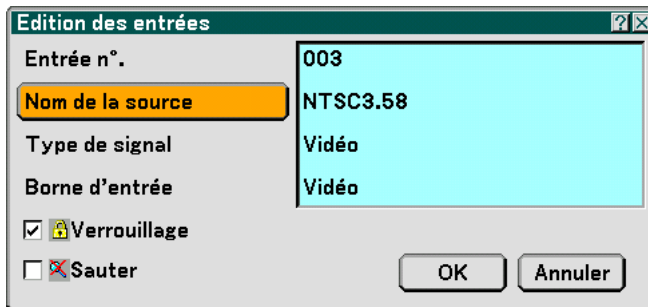 Edition des entrées
Entrée n°. 003
Nom de la source NTSC3.58
Type de signal Vidéo
Borne d'entrée Vidéo
Verrouillage
Sauter
OK Annuler